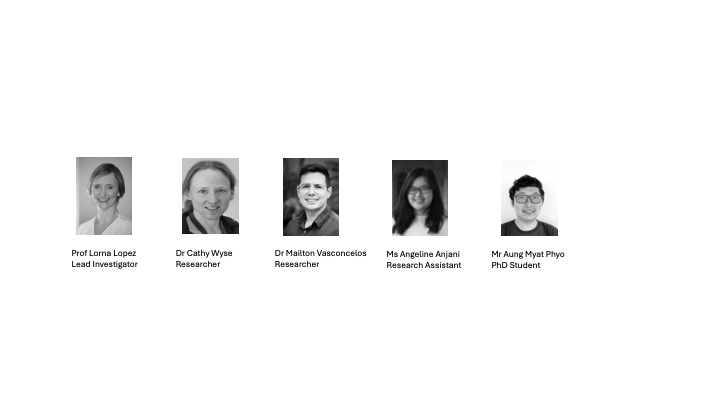 Prof Lorna Lopez
Lead Investigator
Dr Cathy Wyse
Researcher
Dr Mailton Vasconcelos
Researcher
Ms Angeline Anjani
Research Assistant
Mr Aung Myat Phyo
PhD Student